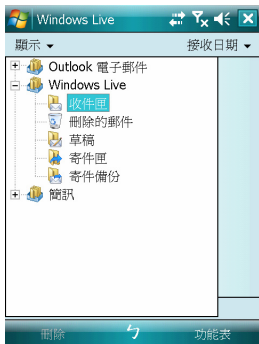 Windows Live
顯示 接收日期
Outlook 電子郵件
Windows Live
收件匣
刪除的郵件
草稿
寄件匣
寄件備份
簡訊
刪除 ㄅ 功能表